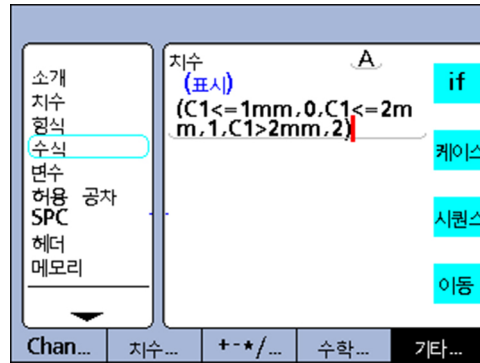 소개
치수
형식
수식
변수
허용 공차
SPC
헤더
메모리
치수
A
(표시)
(C1<=1mm,0,C1<=2m
m,1,C1>2mm,2)
if
케이스
시퀀스
이동
Chan...
치수...
+-*/...
수학...
기타...